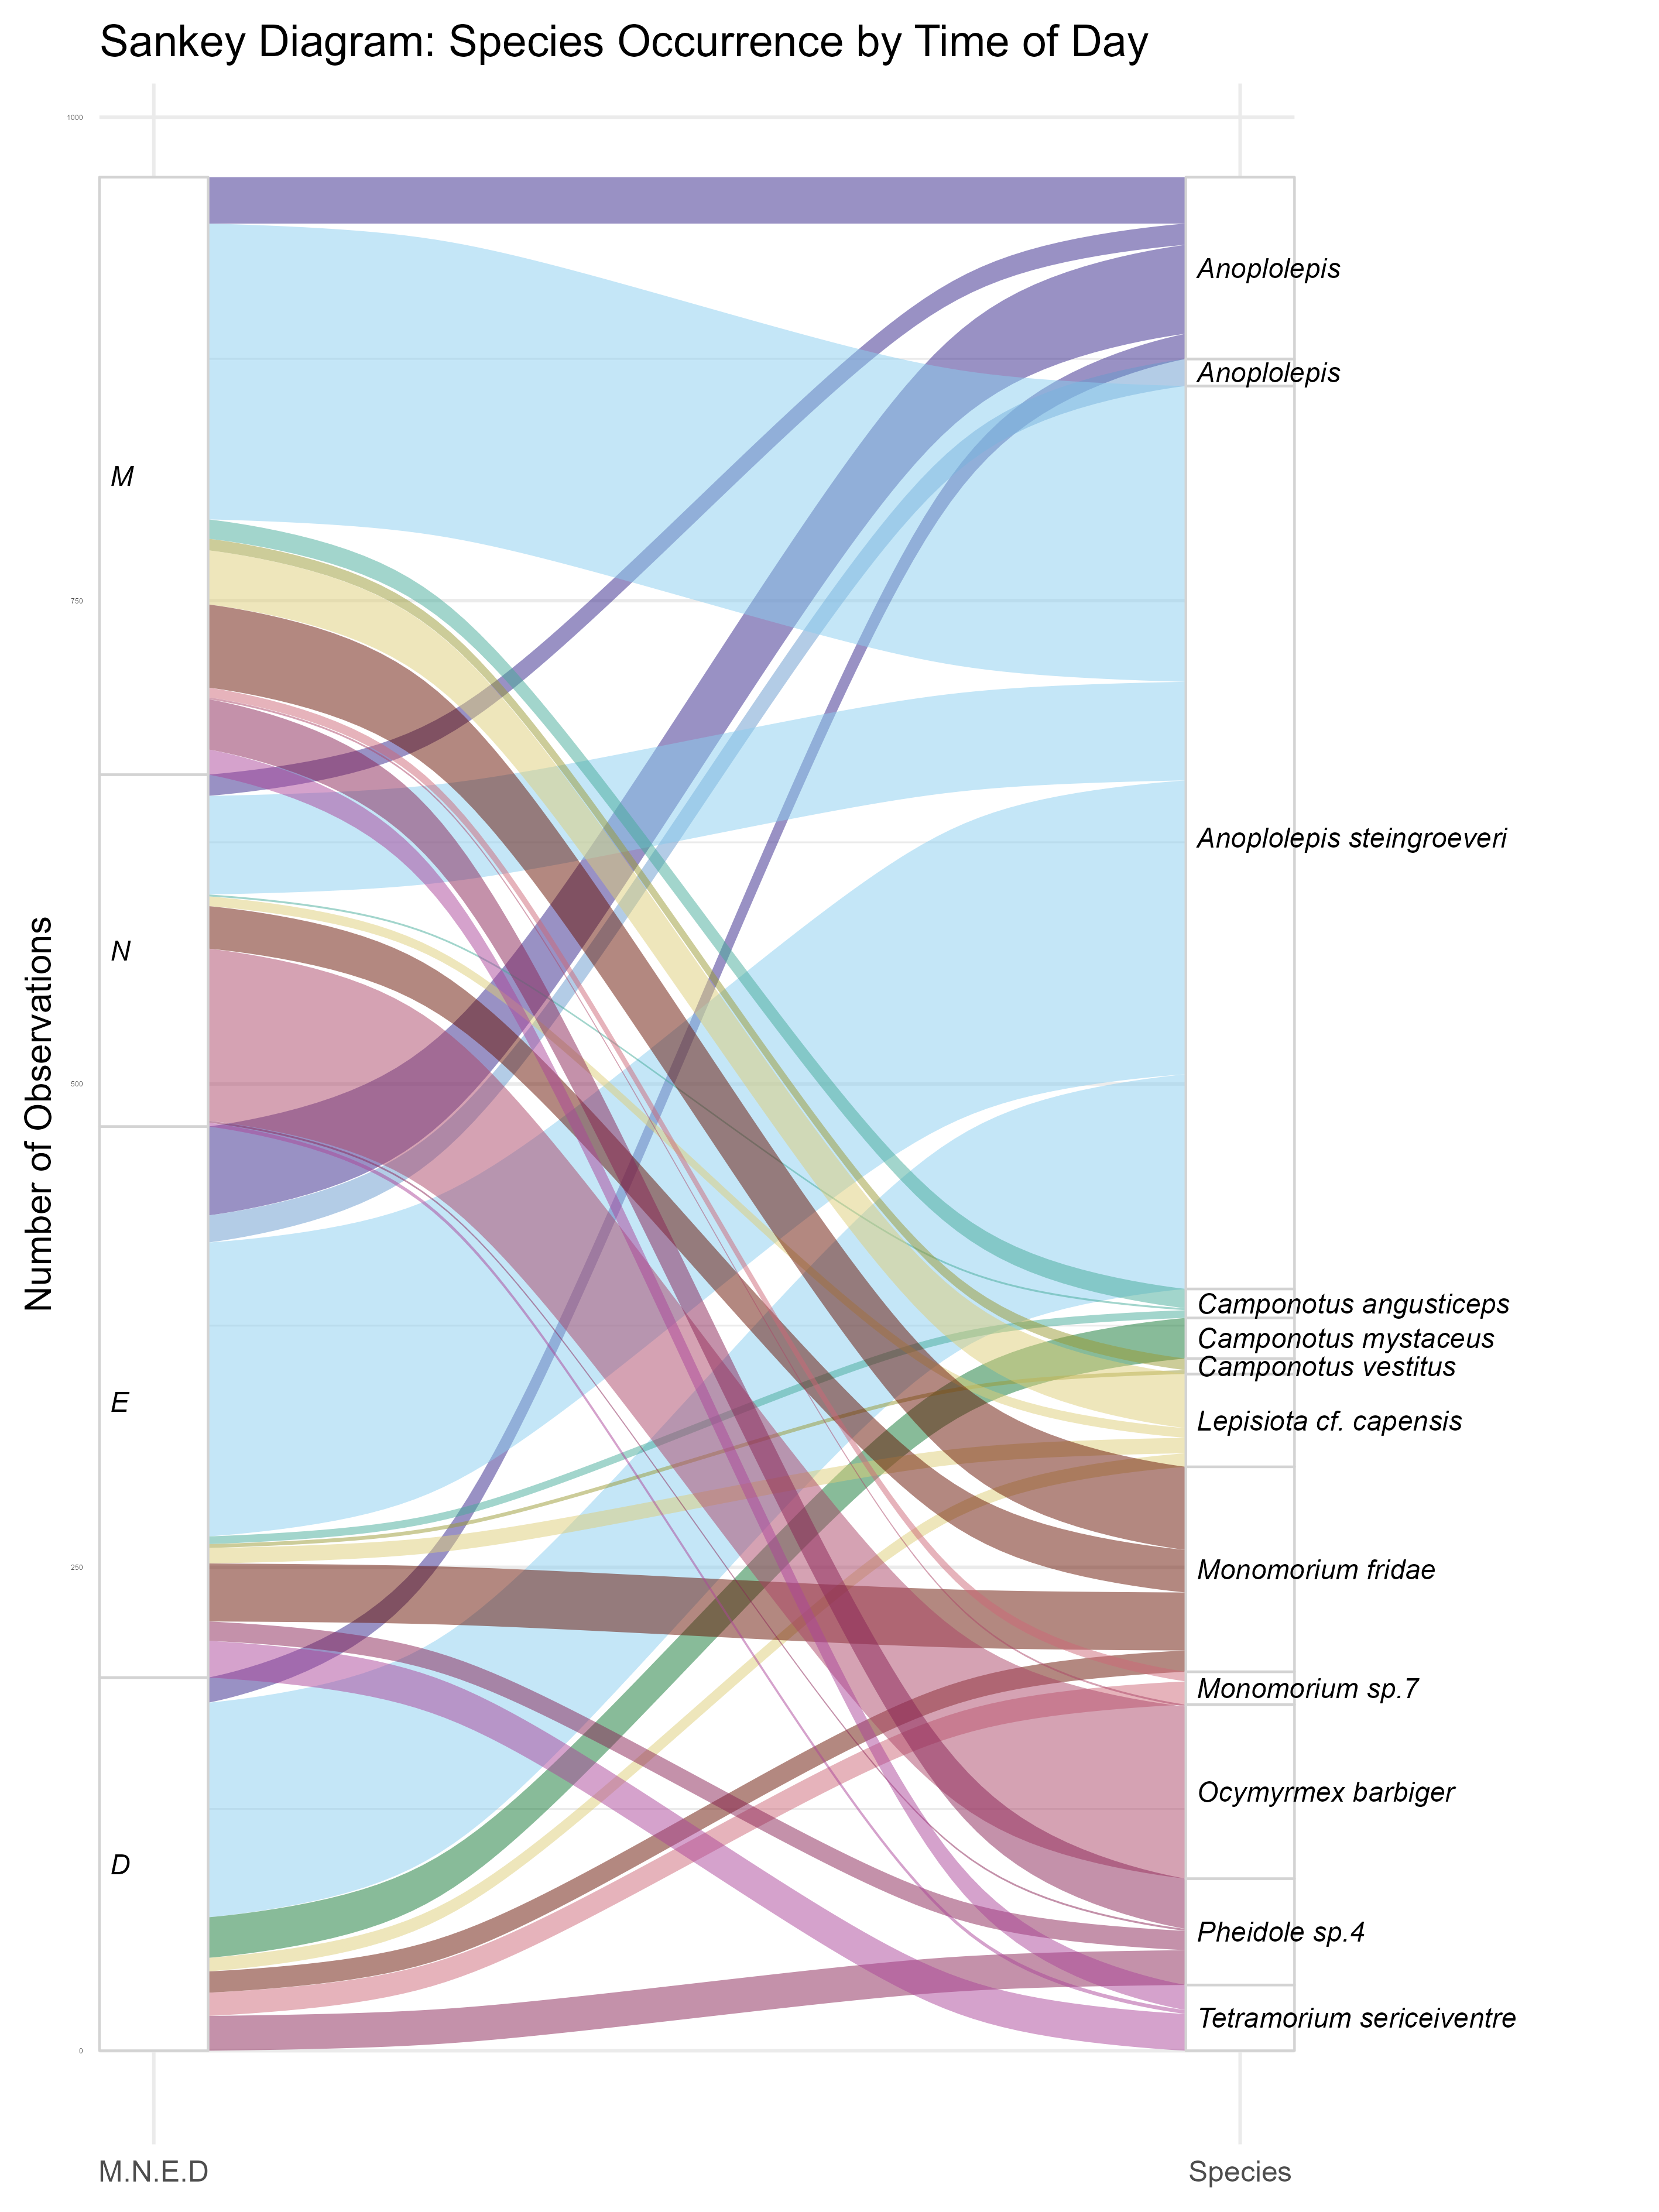 Sankey Diagram: Species Occurrence by Time of Day
1000
750
500
250
0
Number of Observations
M
N
E
D
Anoplolepis
Anoplolepis
Anoplolepis steingroeveri
Camponotus angusticeps
Camponotus mystaceus
Camponotus vestitus
Lepisiota cf. capensis
Monomorium fridae
Monomorium sp.7
Ocymyrmex barbiger
Pheidole sp.4
Tetramorium sericeiventre
M.N.E.D
Species